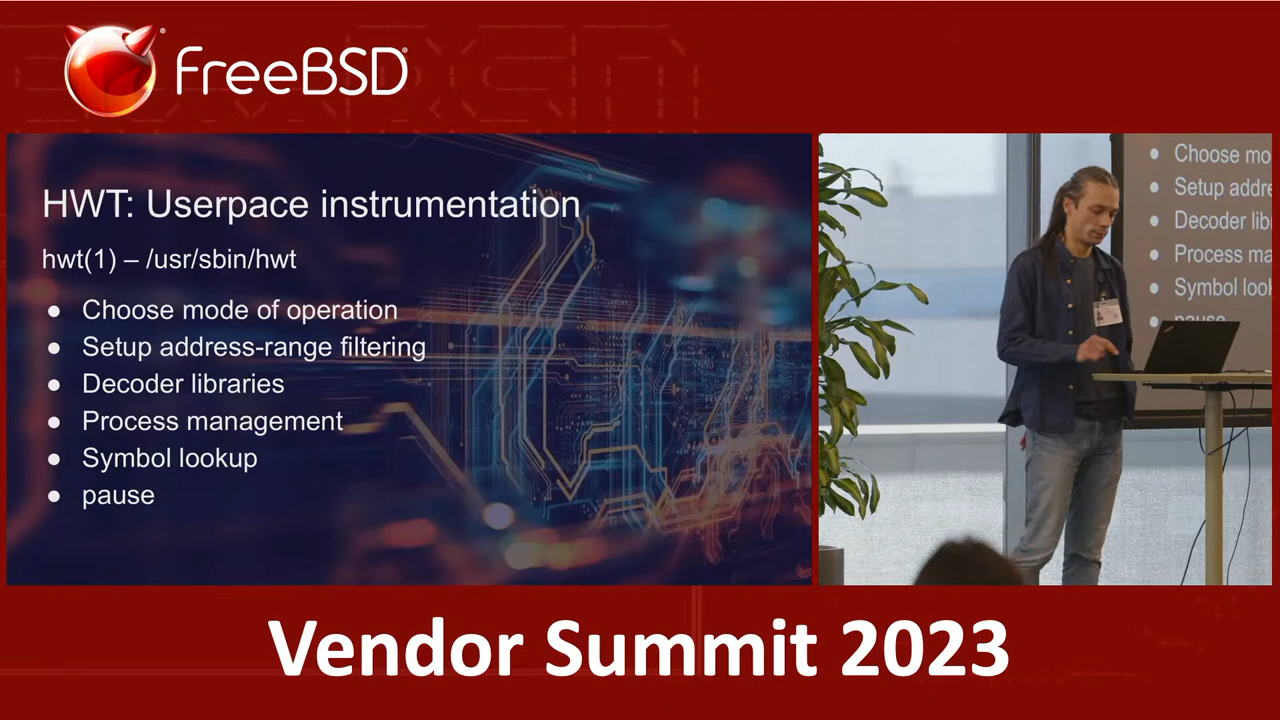 FreeBSD®
HWT: Userpace instrumentation
hwt(1) – /usr/sbin/hwt
● Choose mode of operation
● Setup address-range filtering
● Decoder libraries
● Process management
● Symbol lookup
● pause
● Choose mo
● Setup addre
● Decoder lib
● Process ma
● Symbol look
● pause
Vendor Summit 2023